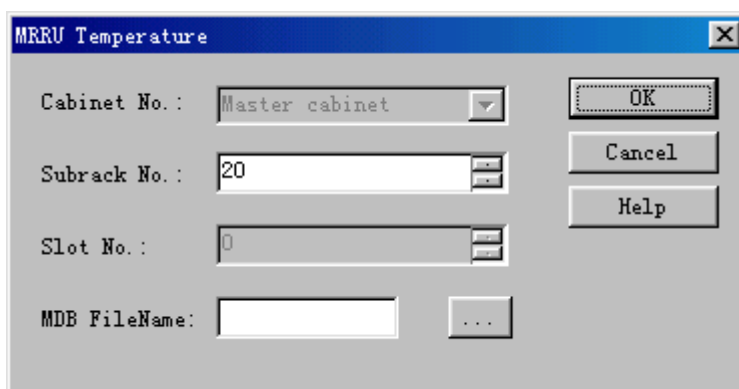 MRRU Temperature
Cabinet No.: Master cabinet OK
Subrack No.: 20 Cancel
Help
Slot No.: 0
MDB FileName: ...